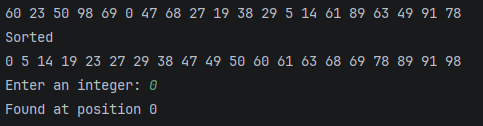 60 23 50 98 69 0 47 68 27 19 38 29 5 14 61 89 63 49 91 78
Sorted
0 5 14 19 23 27 29 38 47 49 50 60 61 63 68 69 78 89 91 98
Enter an integer: 0
Found at position 0